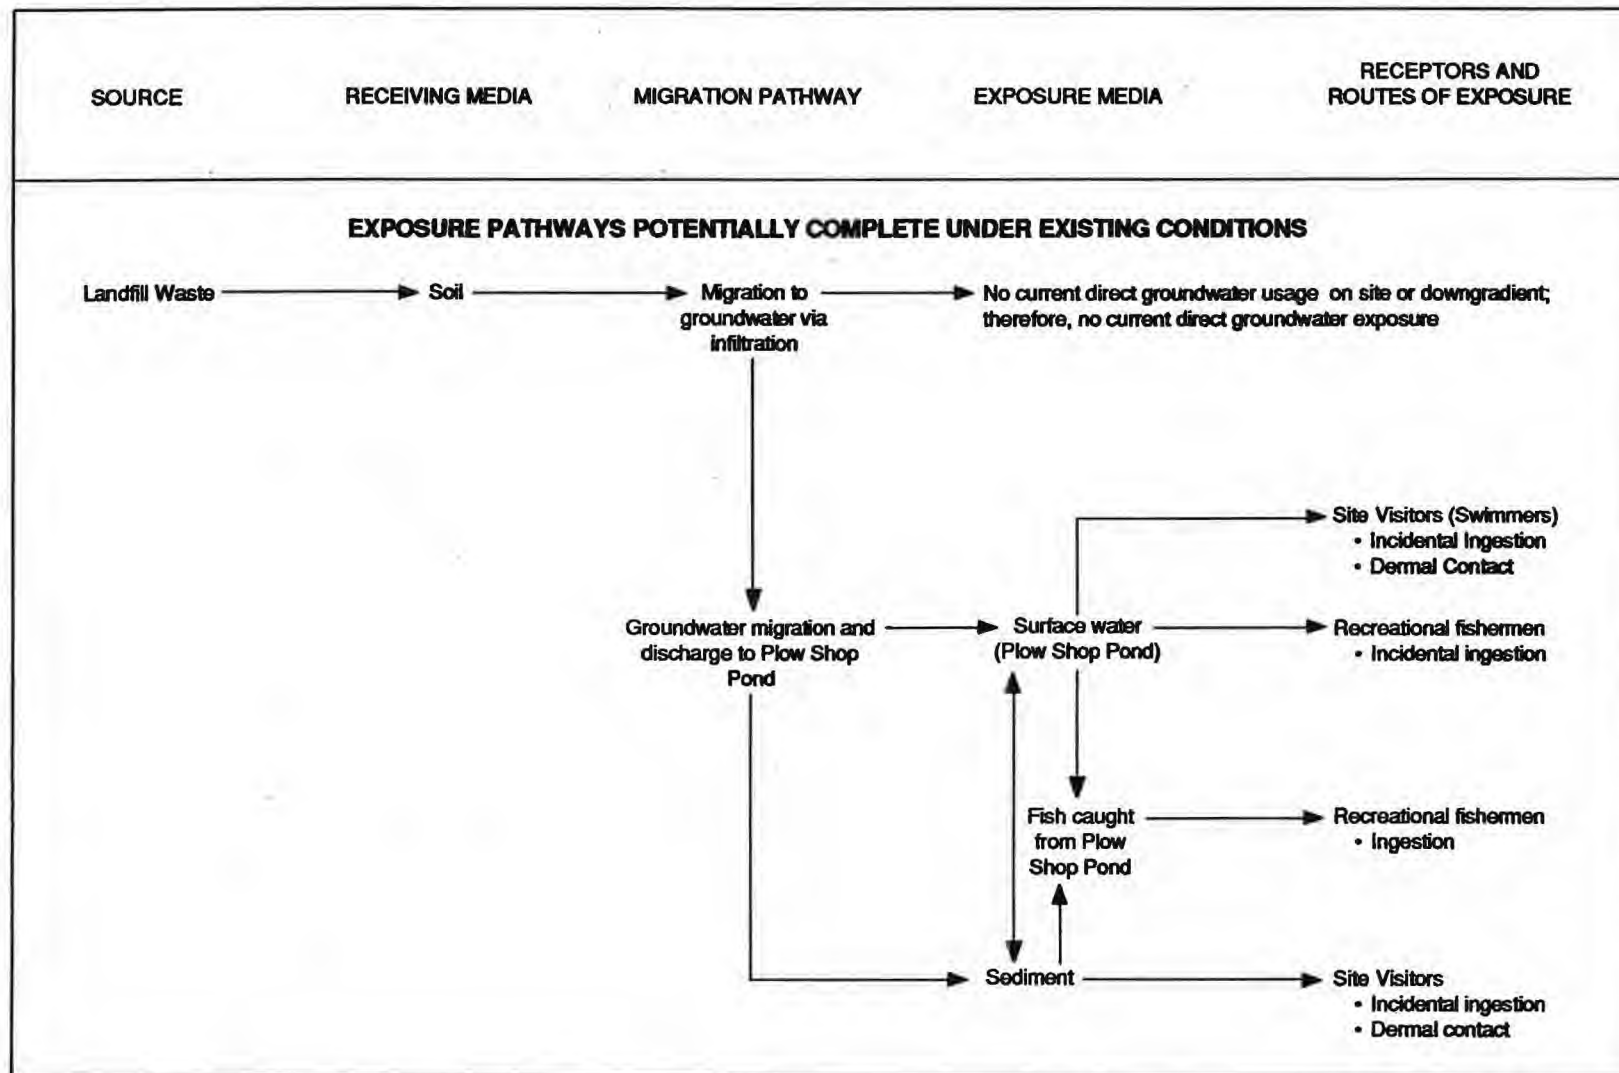 SOURCE
RECEIVING MEDIA
MIGRATION PATHWAY
EXPOSURE MEDIA
RECEPTORS AND
ROUTES OF EXPOSURE
EXPOSURE PATHWAYS POTENTIALLY COMPLETE UNDER EXISTING CONDITIONS
Landfill Waste
Soil
Migration to
groundwater via
infiltration
No current direct groundwater usage on site or downgradient;
therefore, no current direct groundwater exposure
Site Visitors (Swimmers)
• Incidental Ingestion
• Dermal Contact
Groundwater migration and
discharge to Plow Shop
Pond
Surface water
(Plow Shop Pond)
Recreational fishermen
• Incidental ingestion
Fish caught
from Plow
Shop Pond
Recreational fishermen
• Ingestion
Sediment
Site Visitors
• Incidental ingestion
• Dermal contact